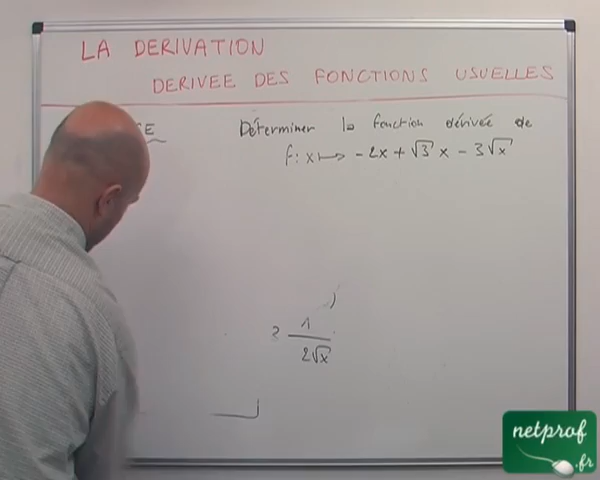 LA DERIVATION
DERIVEE DES FONCTIONS USUELLES
Déterminer la fonction dérivée de
f: x ⟼ -2x + √3 x - 3√x
1
2√x
netprof
.fr